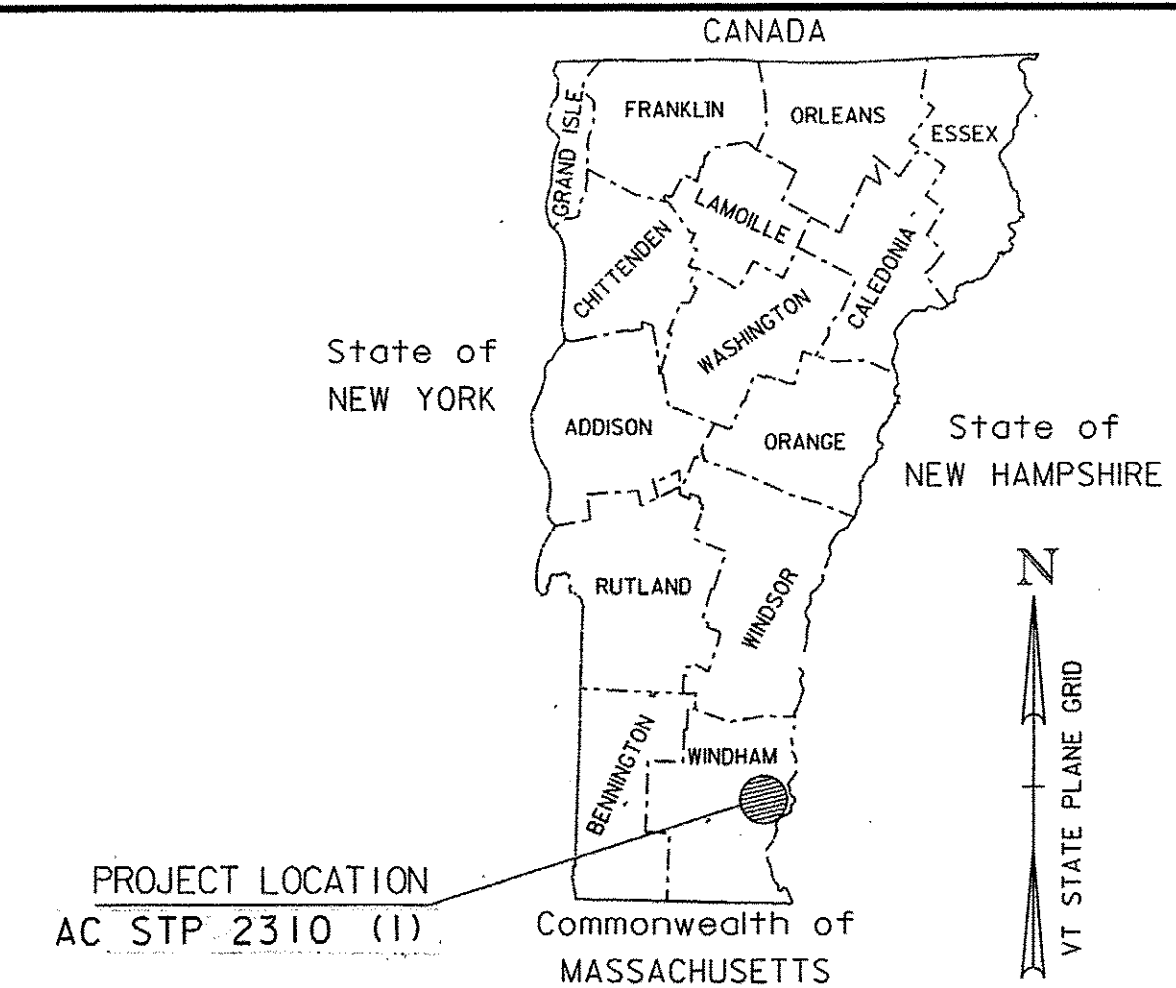 CANADA
GRAND ISLE
FRANKLIN
ORLEANS
ESSEX
LAMOILLE
CHITTENDEN
CALEDONIA
WASHINGTON
State of
NEW YORK
ADDISON
ORANGE
State of
NEW HAMPSHIRE
RUTLAND
WINDSOR
N
VT STATE PLANE GRID
BENNINGTON
WINDHAM
PROJECT LOCATION
AC STP 2310 (1)
Commonwealth of
MASSACHUSETTS